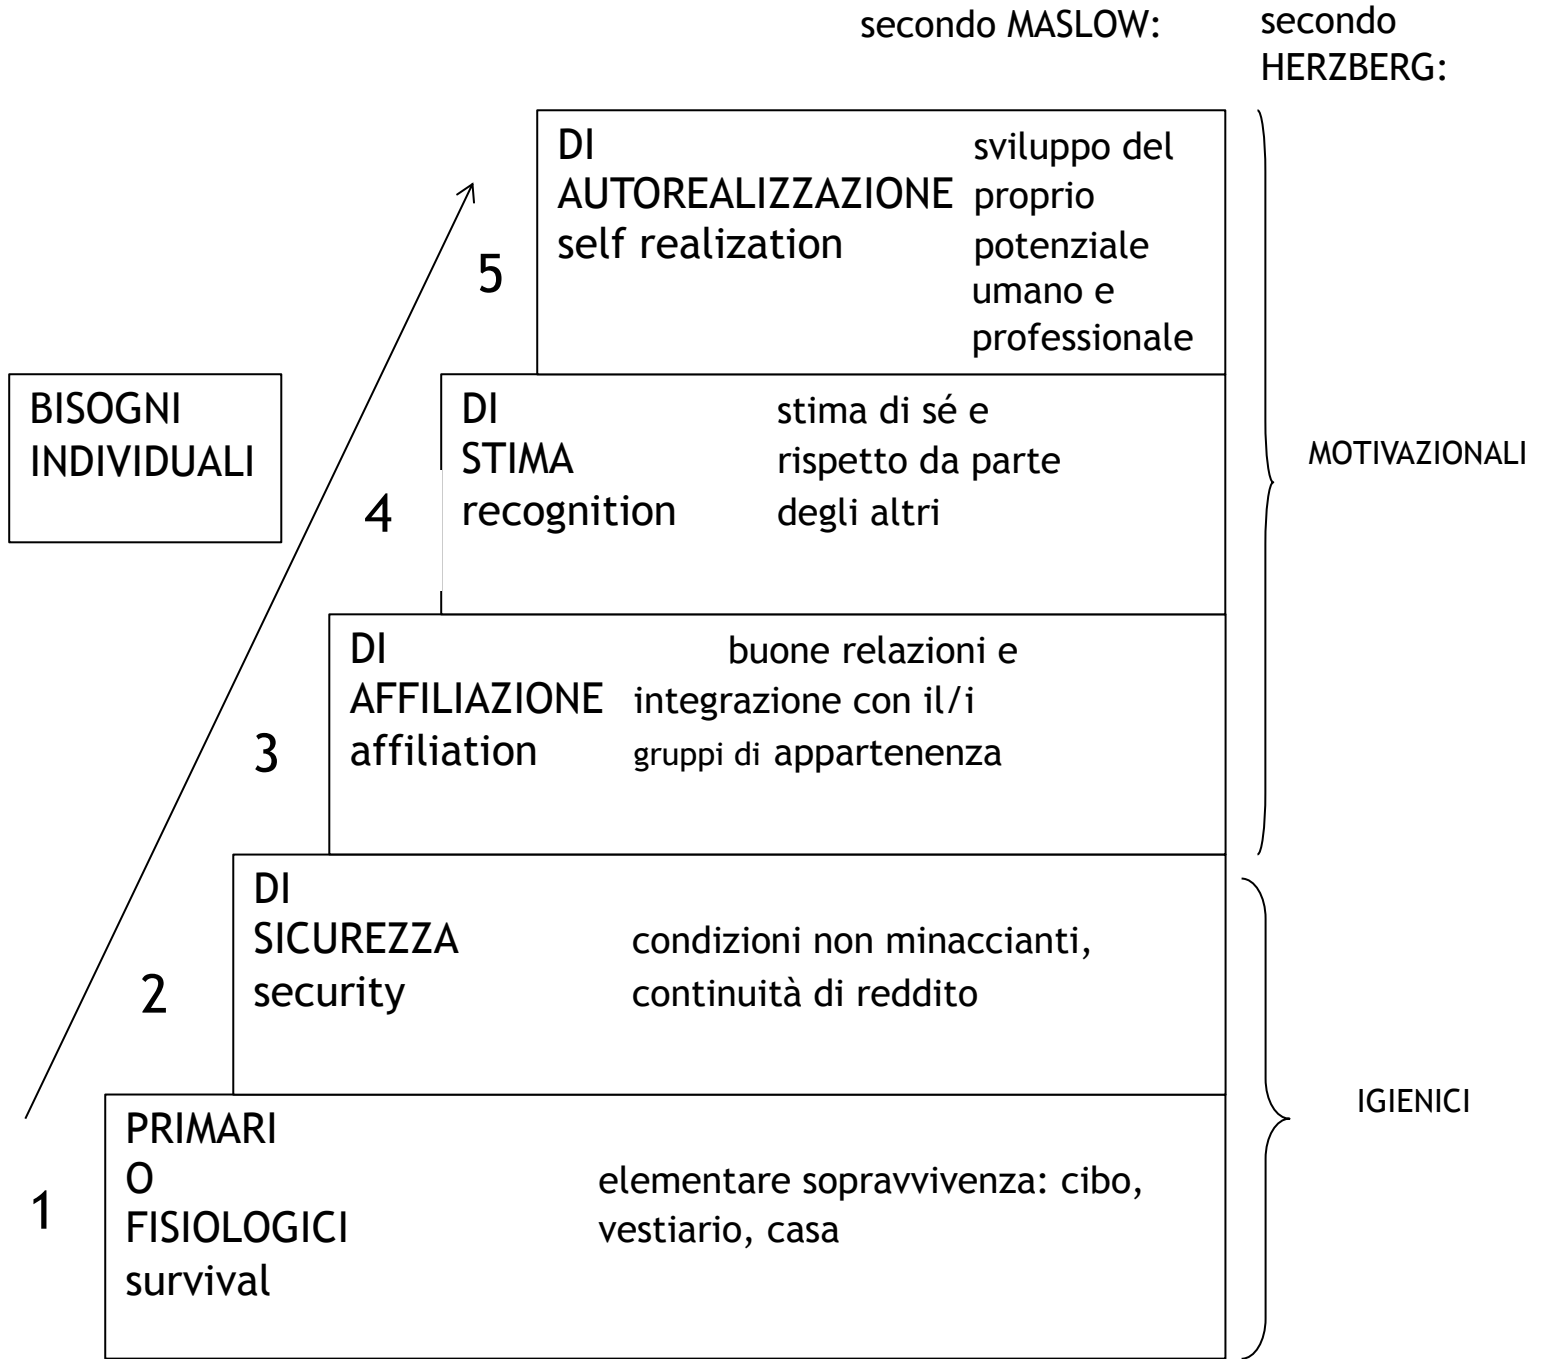 secondo MASLOW:
secondo
HERZBERG:
DI
AUTOREALIZZAZIONE
self realization
sviluppo del
proprio
potenziale
umano e
professionale
5
BISOGNI
INDIVIDUALI
DI
STIMA
recognition
stima di sé e
rispetto da parte
degli altri
4
MOTIVAZIONALI
DI
AFFILIAZIONE
affiliation
buone relazioni e
integrazione con il/i
gruppi di appartenenza
3
DI
SICUREZZA
security
condizioni non minaccianti,
continuità di reddito
2
PRIMARI
O
FISIOLOGICI
survival
elementare sopravvivenza: cibo,
vestiario, casa
1
IGIENICI